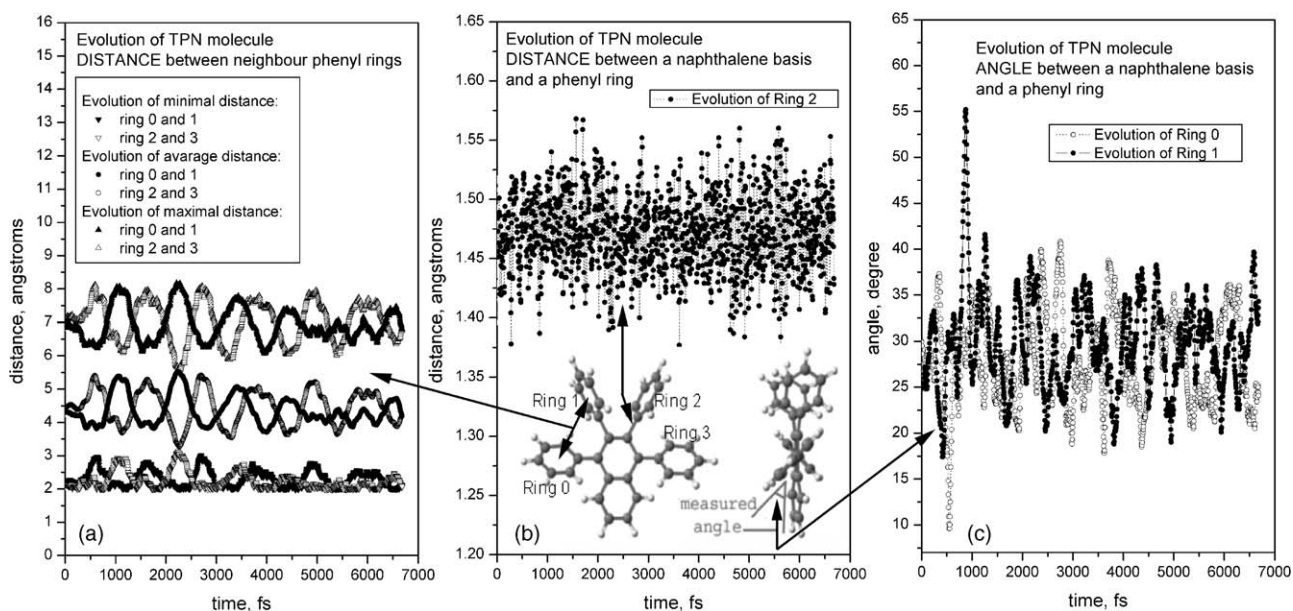 Evolution of TPN molecule
DISTANCE between neighbour phenyl rings
Evolution of minimal distance:
ring 0 and 1
ring 2 and 3
Evolution of avarage distance:
ring 0 and 1
ring 2 and 3
Evolution of maximal distance:
ring 0 and 1
ring 2 and 3
16
15
14
13
12
11
10
9
8
7
6
5
4
3
2
1
0
distance, angstroms
(a)
0 1000 2000 3000 4000 5000 6000 7000
time, fs
Evolution of TPN molecule
DISTANCE between a naphthalene basis
and a phenyl ring
Evolution of Ring 2
1.65
1.60
1.55
1.50
1.45
1.40
1.35
1.30
1.25
1.20
distance, angstroms
Ring 1
Ring 2
Ring 3
Ring 0
measured
angle
(b)
0 1000 2000 3000 4000 5000 6000 7000
time, fs
Evolution of TPN molecule
ANGLE between a naphthalene basis
and a phenyl ring
Evolution of Ring 0
Evolution of Ring 1
65
60
55
50
45
40
35
30
25
20
15
10
angle, degree
(c)
0 1000 2000 3000 4000 5000 6000 7000
time, fs